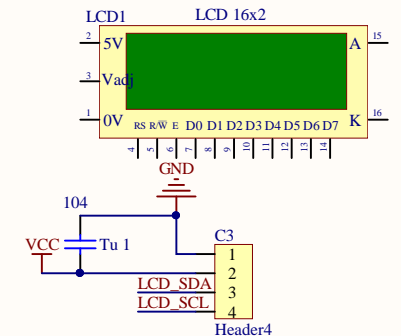 LCD1 LCD 16x2
2 5V A 15
3 Vadj
1 0V K 16
RS R/W̅ E D0 D1 D2 D3 D4 D5 D6 D7
4 5 6 7 8 9 10 11 12 13 14
GND
104
C3
VCC Tu 1 1
2
LCD_SDA 3
LCD_SCL 4
Header4